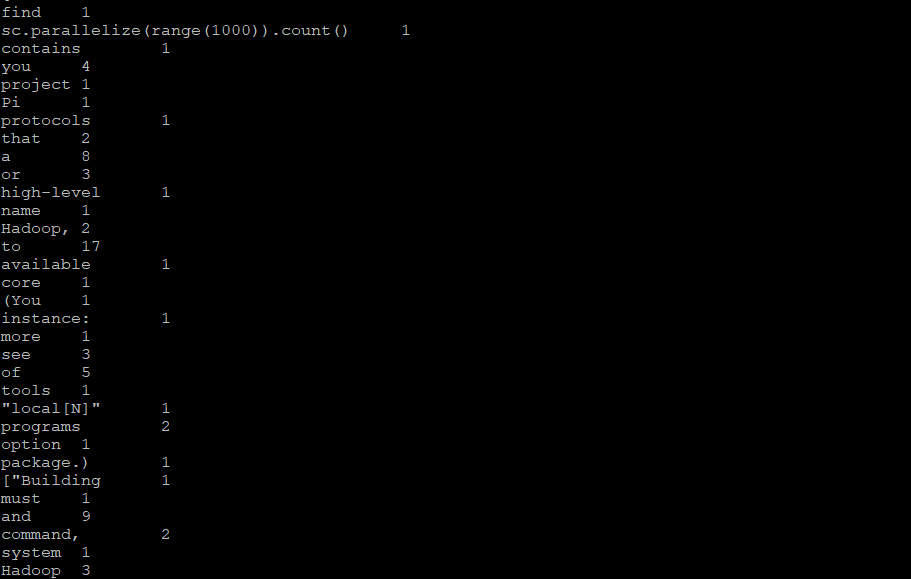 find 1
sc.parallelize(range(1000)).count() 1
contains 1
you 4
project 1
Pi 1
protocols 1
that 2
a 8
or 3
high-level 1
name 1
Hadoop, 2
to 17
available 1
core 1
(You 1
instance: 1
more 1
see 3
of 5
tools 1
"local[N]" 1
programs 2
option 1
package.) 1
["Building 1
must 1
and 9
command, 2
system 1
Hadoop 3